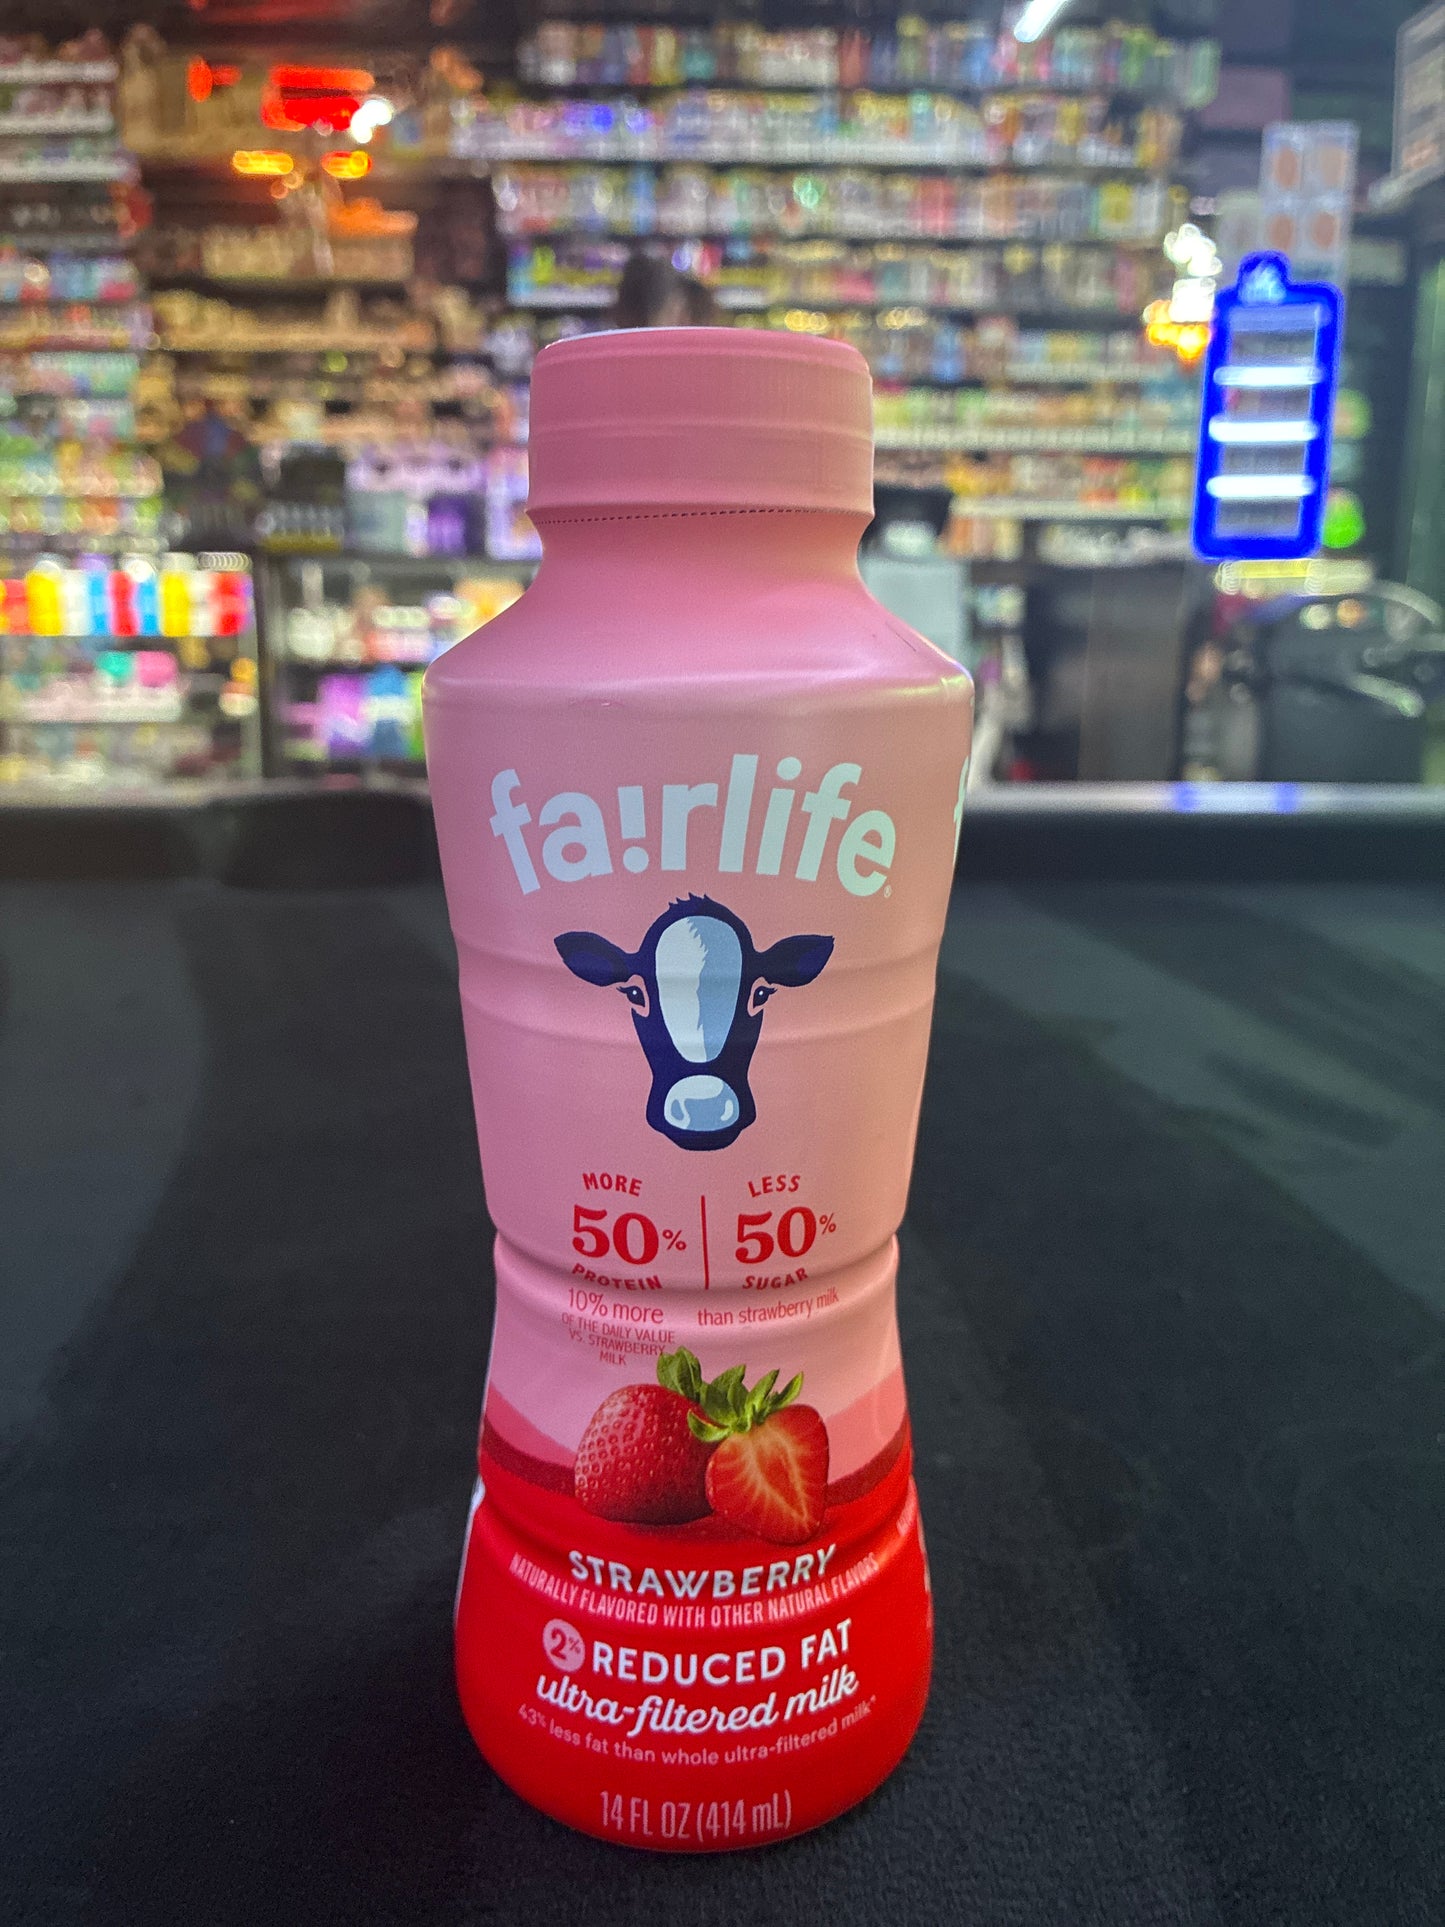 fa!rlife®
MORE
50%
PROTEIN
10% more
OF THE DAILY VALUE
VS. STRAWBERRY
MILK
LESS
50%
SUGAR
than strawberry milk
STRAWBERRY
NATURALLY FLAVORED WITH OTHER NATURAL FLAVORS
2% REDUCED FAT
ultra-filtered milk
43% less fat than whole ultra-filtered milk*
14 FL OZ (414 mL)